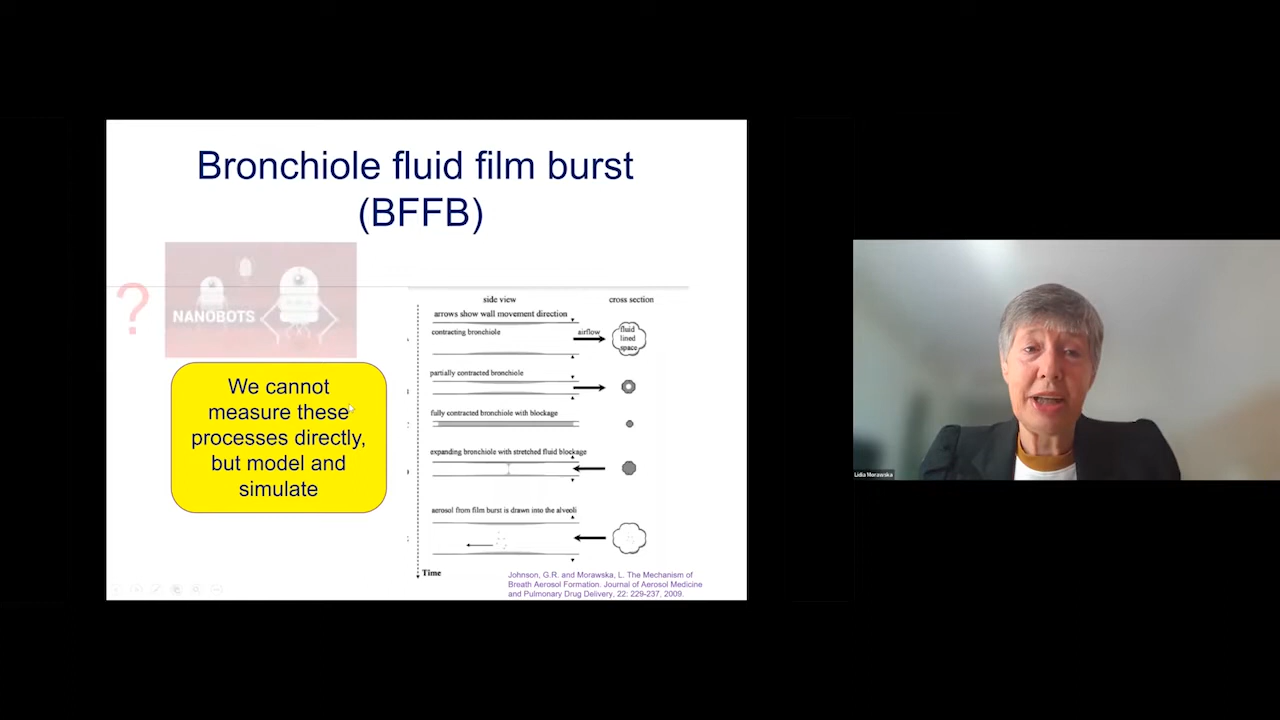 Bronchiole fluid film burst
(BFFB)
?
NANOBOTS
We cannot
measure these
processes directly,
but model and
simulate
side view
cross section
arrows show wall movement direction
contracting bronchiole
airflow
fluid
lined
space
partially contracted bronchiole
fully contracted bronchiole with blockage
expanding bronchiole with stretched fluid blockage
aerosol from film burst is drawn into the alveoli
Time
Johnson, G.R. and Morawska, L. The Mechanism of
Breath Aerosol Formation. Journal of Aerosol Medicine
and Pulmonary Drug Delivery, 22: 229-237, 2009.
Lidia Morawska